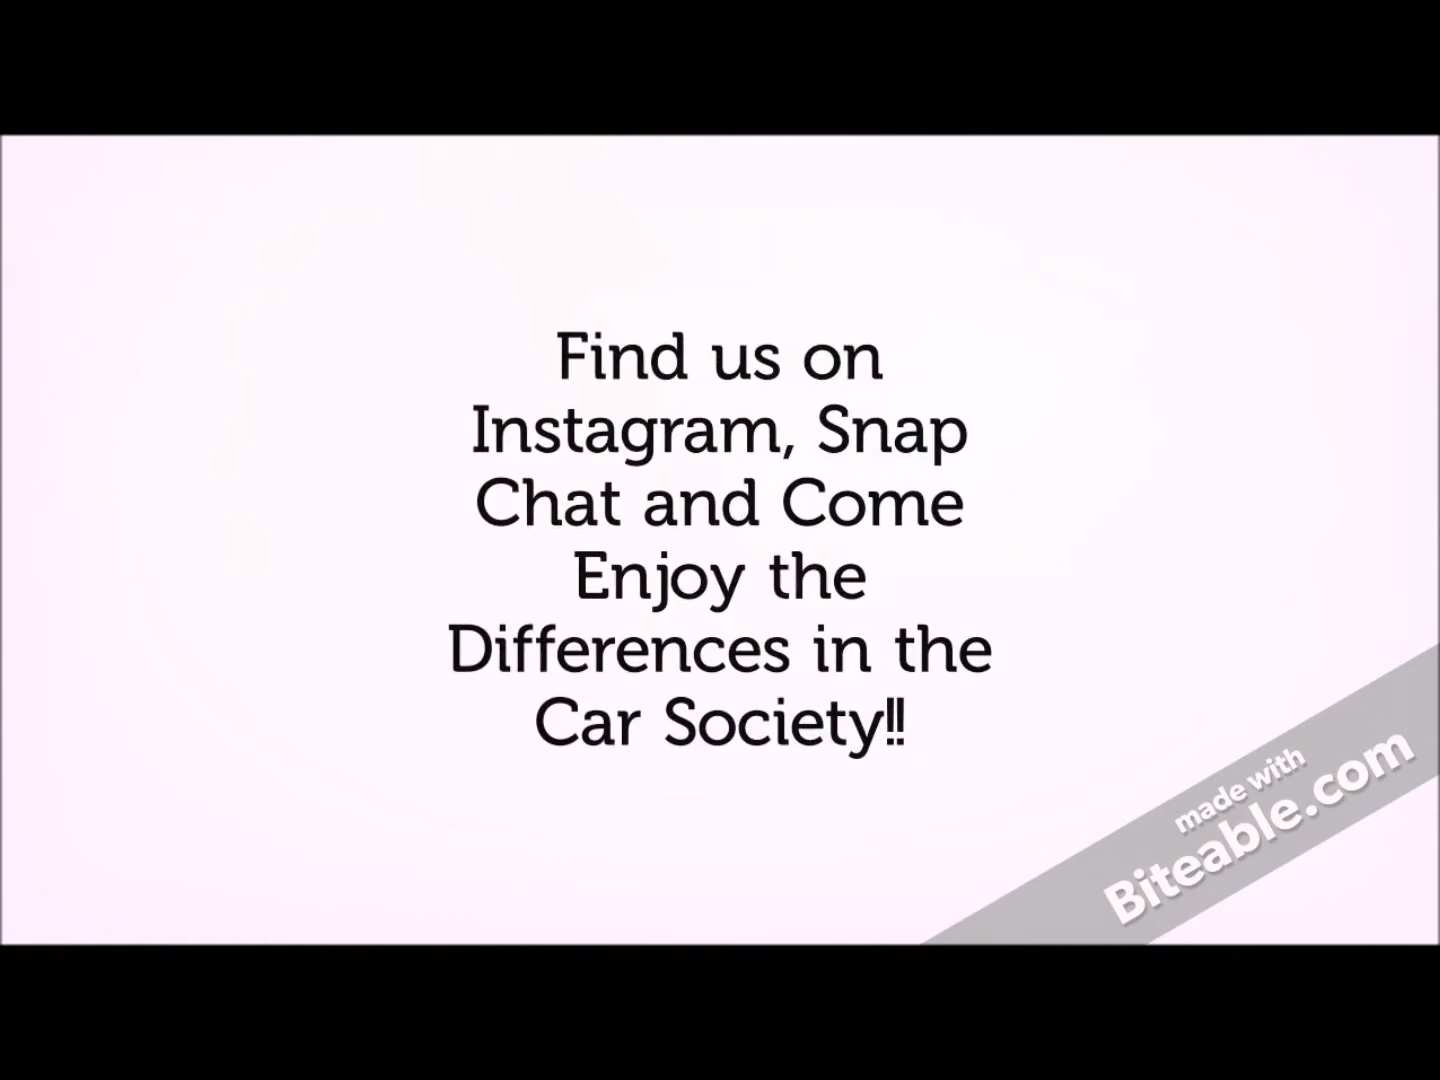 Find us on
Instagram, Snap
Chat and Come
Enjoy the
Differences in the
Car Society!!
made with
Biteable.com